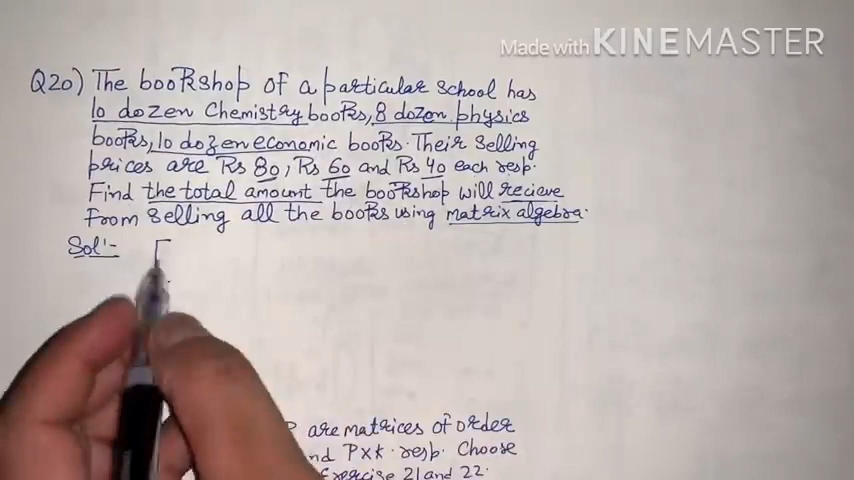 Made with KINEMASTER
Q20) The bookshop of a particular school has
10 dozen Chemistry books, 8 dozen physics
books, 10 dozen economic books. Their selling
prices are Rs 80, Rs 60 and Rs 40 each resp.
Find the total amount the bookshop will recieve
From selling all the books using matrix algebra.
Sol:-
are matrices of order
nd P×k resp. Choose
Exercise 21 and 22.